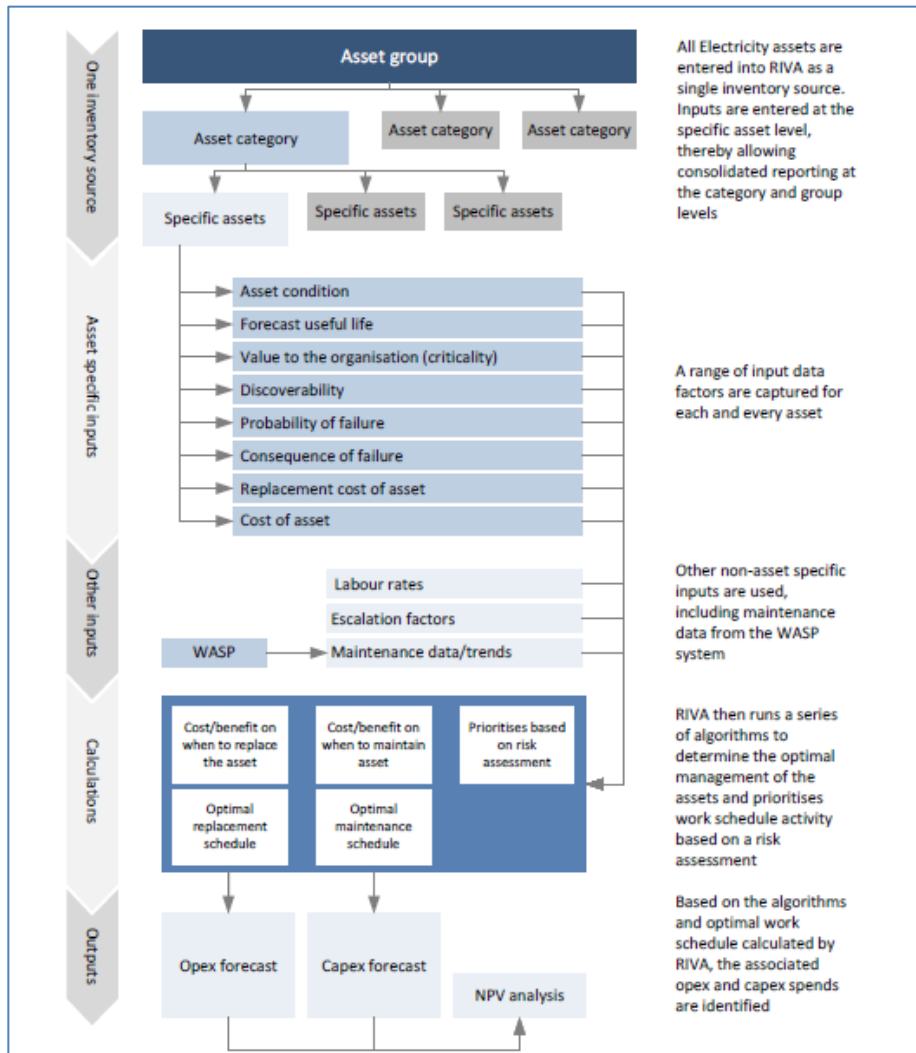 One inventory source
Asset group
Asset category
Asset category
Asset category
Specific assets
Specific assets
Specific assets
All Electricity assets are
entered into RIVA as a
single inventory source.
Inputs are entered at the
specific asset level,
thereby allowing
consolidated reporting at
the category and group
levels
Asset specific inputs
Asset condition
Forecast useful life
Value to the organisation (criticality)
Discoverability
Probability of failure
Consequence of failure
Replacement cost of asset
Cost of asset
A range of input data
factors are captured for
each and every asset
Other inputs
Labour rates
Escalation factors
WASP
Maintenance data/trends
Other non-asset specific
inputs are used,
including maintenance
data from the WASP
system
Calculations
Cost/benefit on
when to replace
the asset
Cost/benefit on
when to maintain
asset
Prioritises based
on risk
assessment
Optimal
replacement
schedule
Optimal
maintenance
schedule
RIVA then runs a series
of algorithms to
determine the optimal
management of the
assets and prioritises
work schedule activity
based on a risk
assessment
Outputs
Opex forecast
Capex forecast
NPV analysis
Based on the algorithms
and optimal work
schedule calculated by
RIVA, the associated
opex and capex spends
are identified